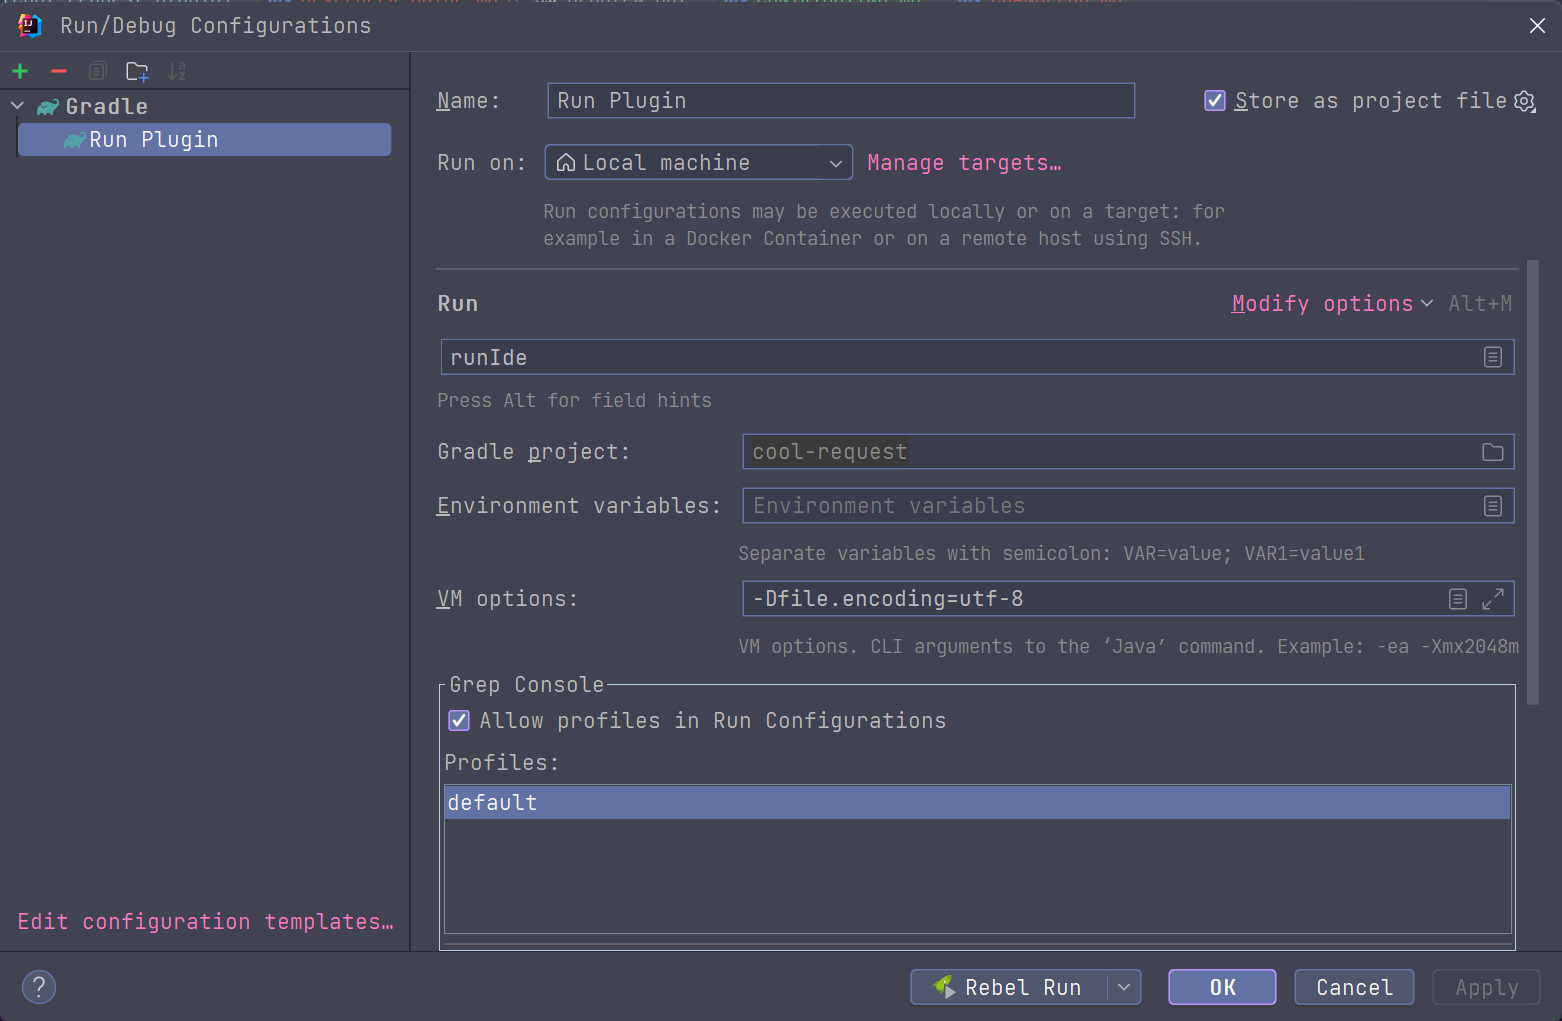 Run/Debug Configurations
Gradle
Run Plugin
Edit configuration templates…
Name:
Run Plugin
Store as project file
Run on:
Local machine
Manage targets…
Run configurations may be executed locally or on a target: for
example in a Docker Container or on a remote host using SSH.
Run
Modify options
Alt+M
runIde
Press Alt for field hints
Gradle project:
cool-request
Environment variables:
Environment variables
Separate variables with semicolon: VAR=value; VAR1=value1
VM options:
-Dfile.encoding=utf-8
VM options. CLI arguments to the ‘Java’ command. Example: -ea -Xmx2048m
Grep Console
Allow profiles in Run Configurations
Profiles:
default
?
Rebel Run
OK
Cancel
Apply